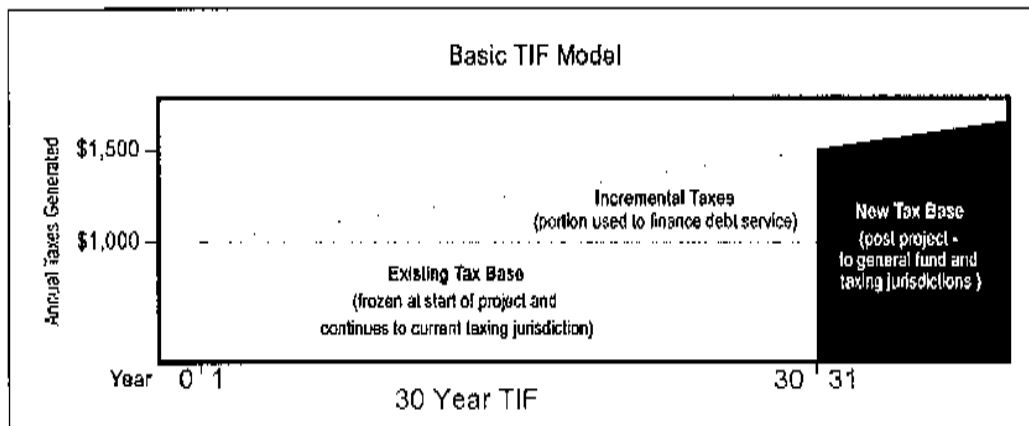 Basic TIF Model
Annual Taxes Generated
$1,500
$1,000
Incremental Taxes
(portion used to finance debt service)
Existing Tax Base
(frozen at start of project and
continues to current taxing jurisdiction)
New Tax Base
(post project -
to general fund and
taxing jurisdictions )
Year 0 1 30 31
30 Year TIF